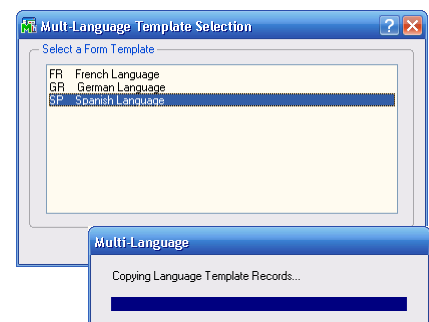 Mult-Language Template Selection
Select a Form Template
FR French Language
GR German Language
SP Spanish Language
Multi-Language
Copying Language Template Records...